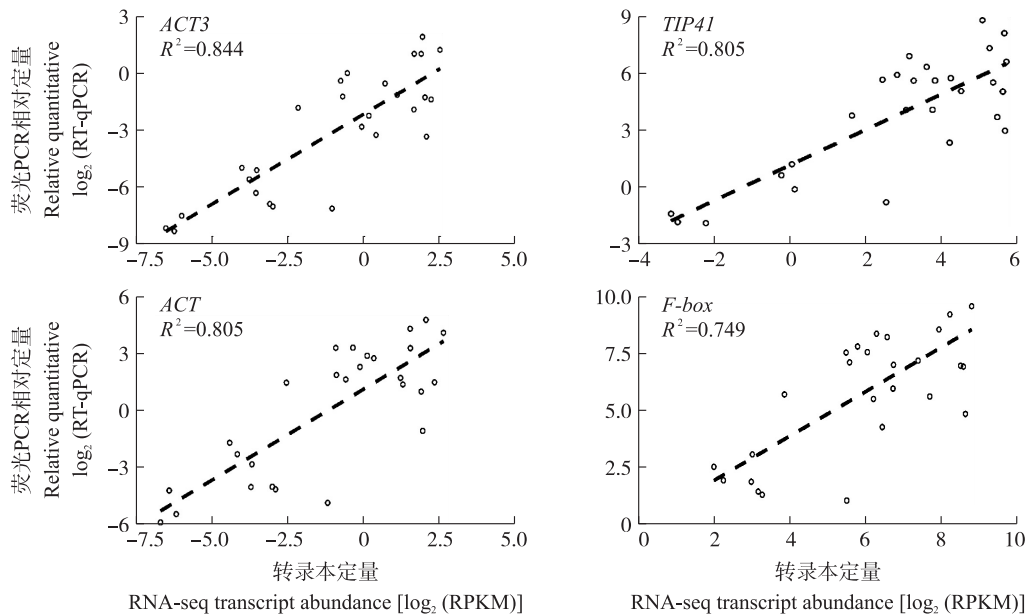 荧光PCR相对定量
Relative quantitative
log₂ (RT-qPCR)
3
0
−3
−6
−9
ACT3
R²=0.844
−7.5
−5.0
−2.5
0
2.5
5.0
9
6
3
0
−3
TIP41
R²=0.805
−4
−2
0
2
4
6
荧光PCR相对定量
Relative quantitative
log₂ (RT-qPCR)
6
3
0
−3
−6
ACT
R²=0.805
−7.5
−5.0
−2.5
0
2.5
5.0
转录本定量
RNA-seq transcript abundance [log₂ (RPKM)]
10.0
7.5
5.0
2.5
0
F-box
R²=0.749
0
2
4
6
8
10
转录本定量
RNA-seq transcript abundance [log₂ (RPKM)]